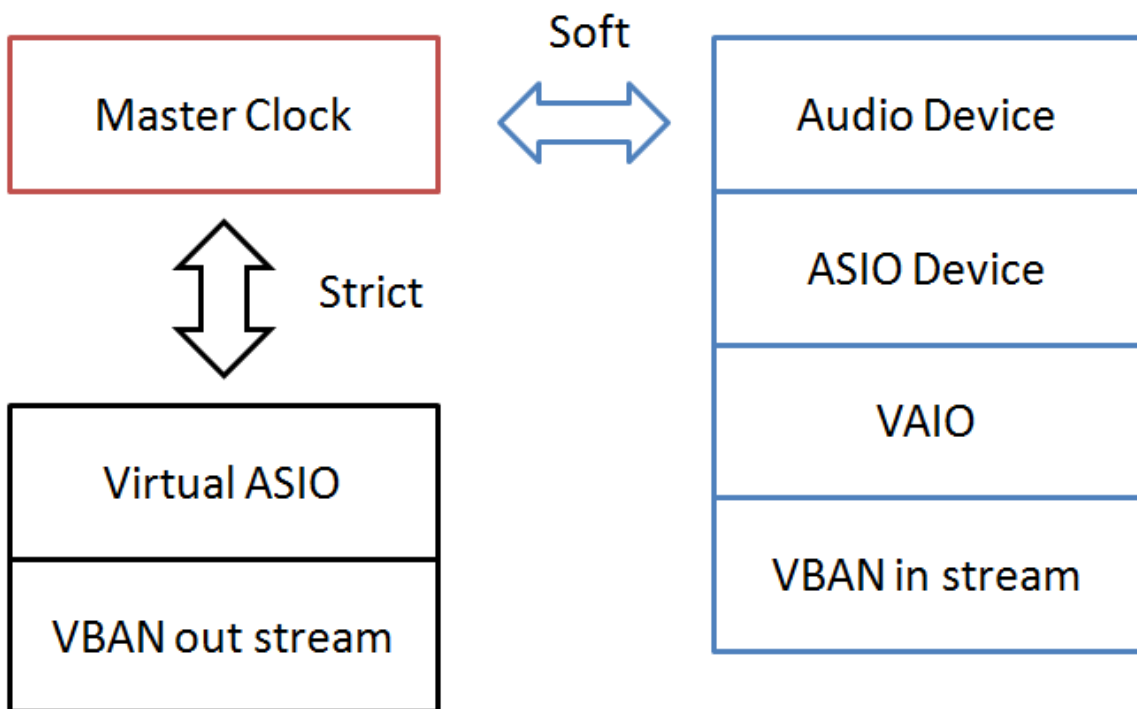 Soft
Master Clock
Audio Device
ASIO Device
Strict
VAIO
Virtual ASIO
VBAN in stream
VBAN out stream